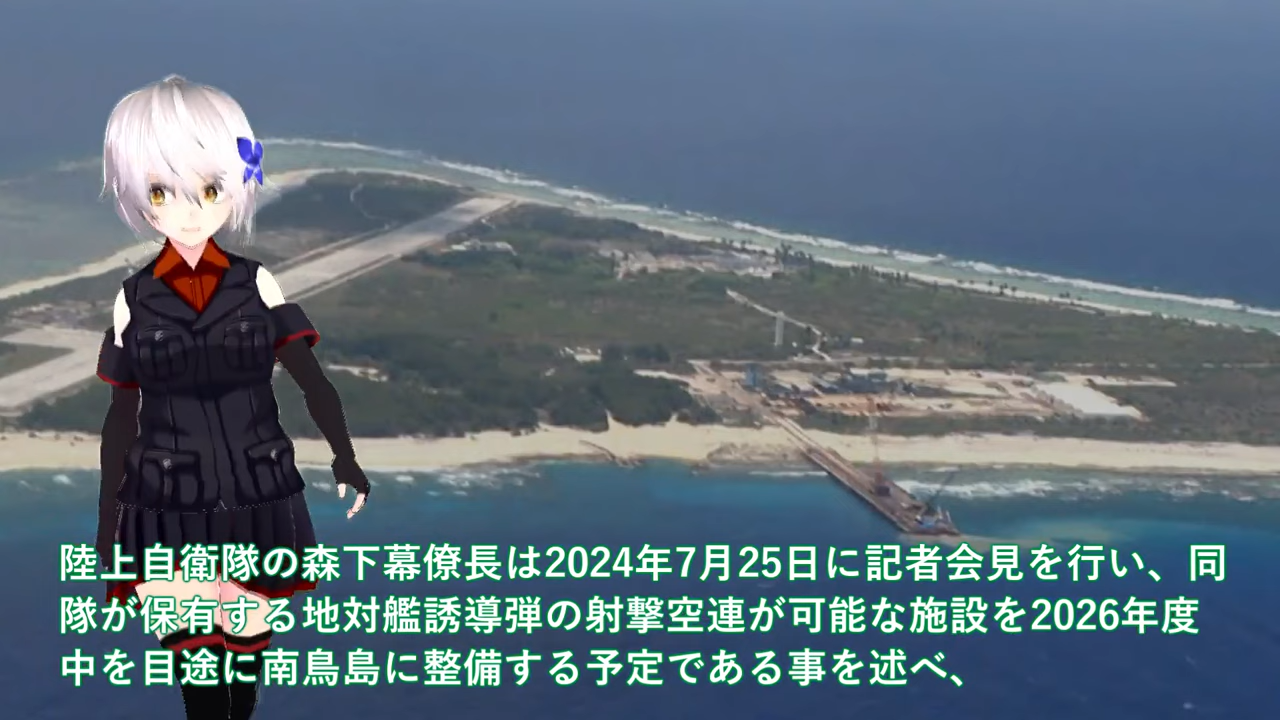 陸上自衛隊の森下幕僚長は2024年7月25日に記者会見を行い、同
隊が保有する地対艦誘導弾の射撃空連が可能な施設を2026年度
中を目途に南鳥島に整備する予定である事を述べ、